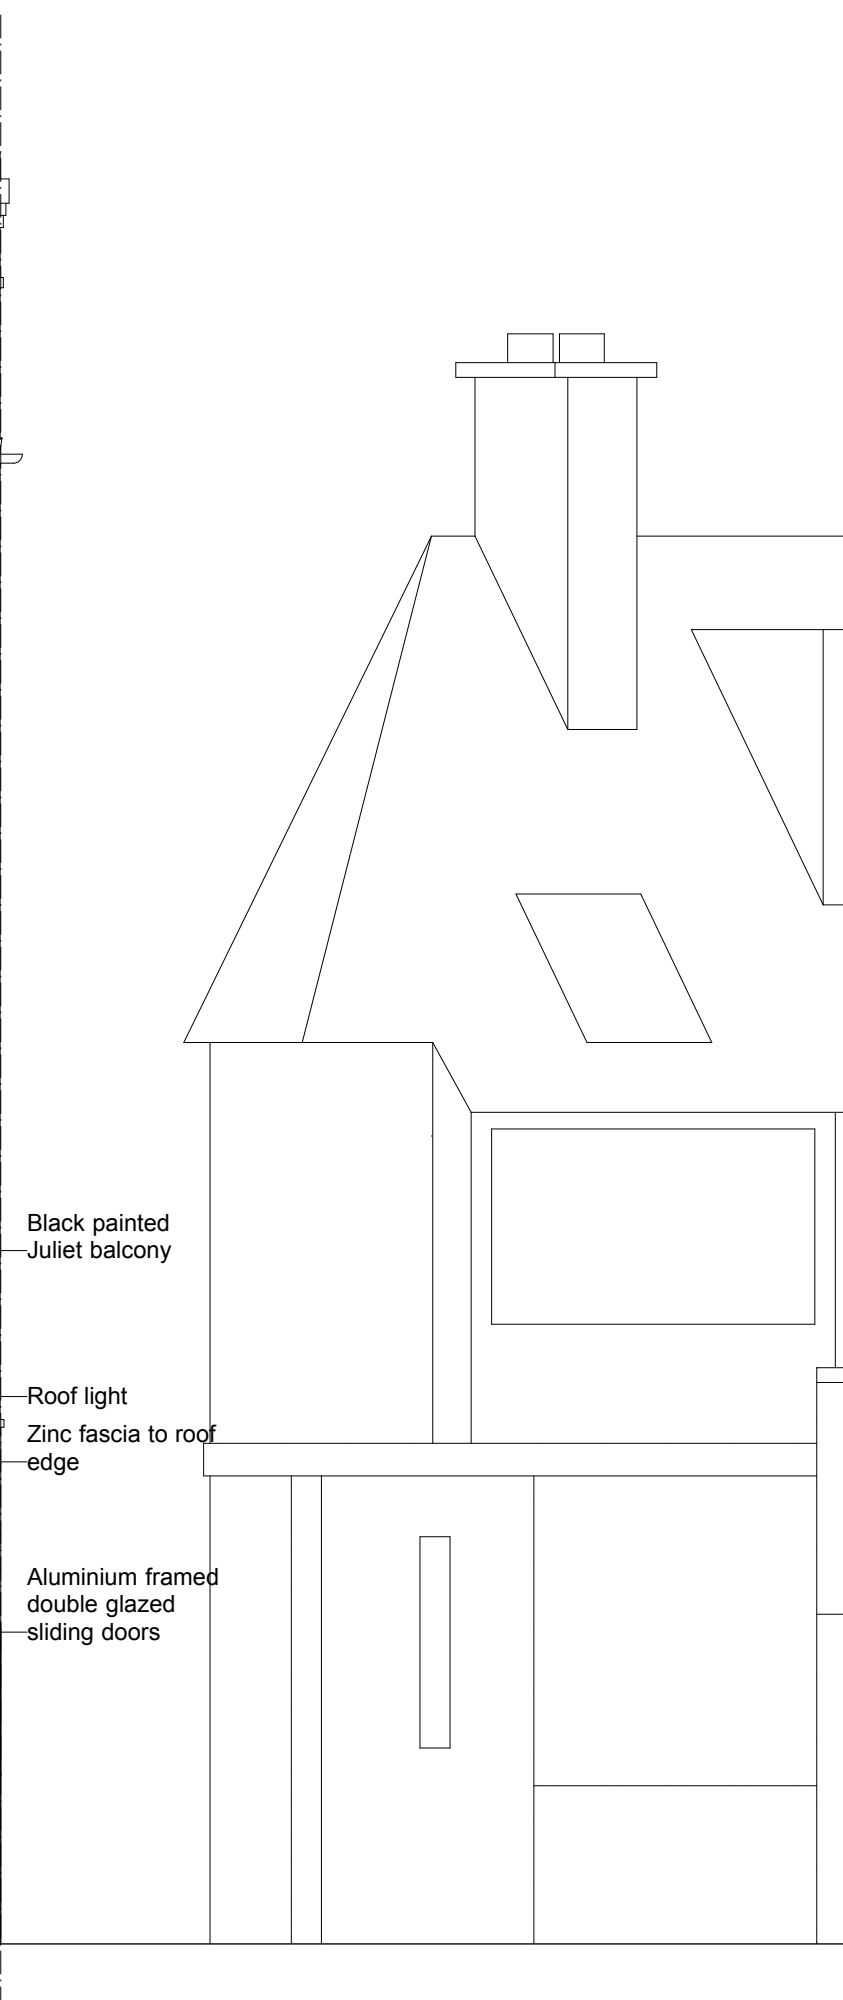 Black painted
Juliet balcony
Roof light
Zinc fascia to roof
edge
Aluminium framed
double glazed
sliding doors